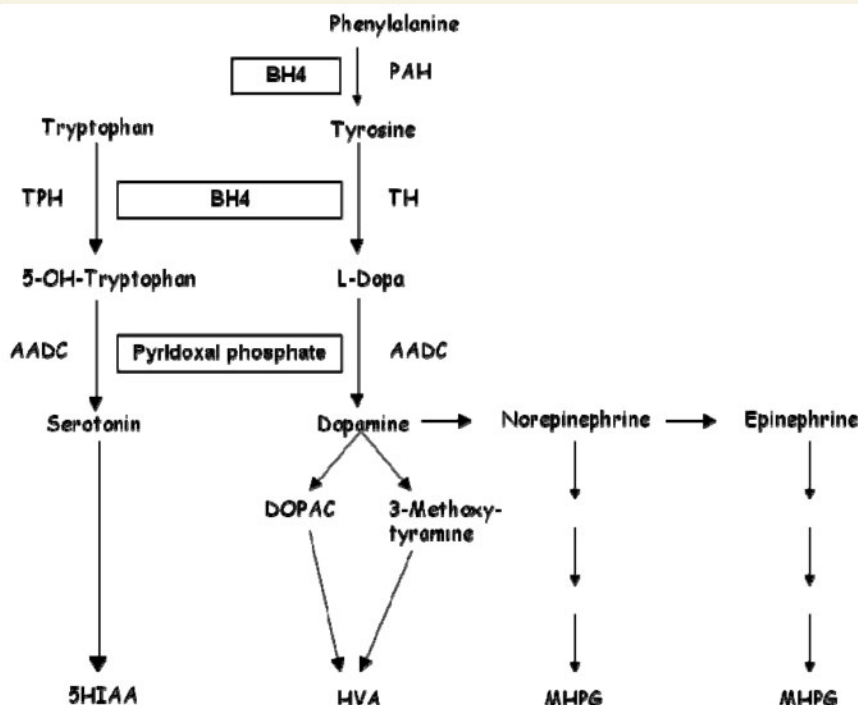 Phenylalanine
BH4 PAH
Tryptophan Tyrosine
TPH BH4 TH
5-OH-Tryptophan L-Dopa
AADC Pyridoxal phosphate AADC
Serotonin Dopamine Norepinephrine Epinephrine
DOPAC 3-Methoxy-
tyramine
5HIAA HVA MHPG MHPG